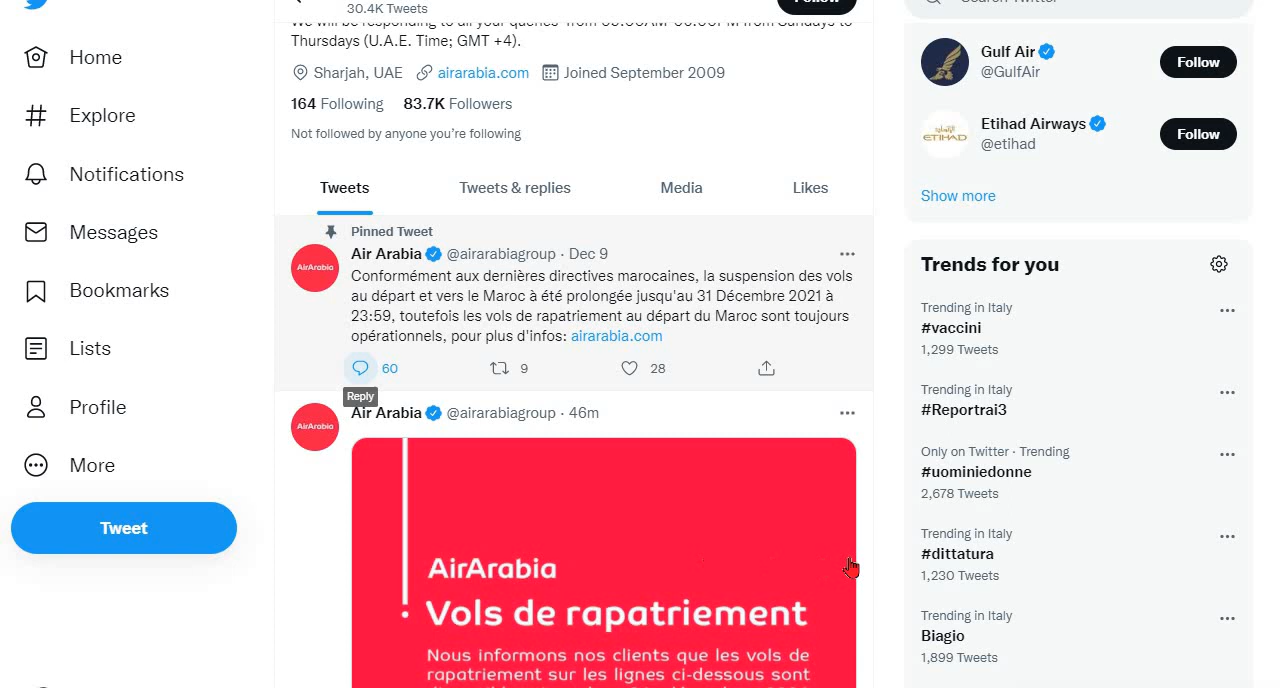 Home
Explore
Notifications
Messages
Bookmarks
Lists
Profile
More
Tweet
30.4K Tweets
Follow
Thursdays (U.A.E. Time; GMT +4).
Sharjah, UAE airarabia.com Joined September 2009
164 Following 83.7K Followers
Not followed by anyone you're following
Tweets Tweets & replies Media Likes
Pinned Tweet
AirArabia
Air Arabia @airarabiagroup · Dec 9
Conformément aux dernières directives marocaines, la suspension des vols
au départ et vers le Maroc à été prolongée jusqu'au 31 Décembre 2021 à
23:59, toutefois les vols de rapatriement au départ du Maroc sont toujours
opérationnels, pour plus d'infos: airarabia.com
60 9 28
Reply
AirArabia
Air Arabia @airarabiagroup · 46m
AirArabia
Vols de rapatriement
Nous informons nos clients que les vols de
rapatriement sur les lignes ci-dessous sont
Search Twitter
Gulf Air
@GulfAir
Follow
ETIHAD
Etihad Airways
@etihad
Follow
Show more
Trends for you
Trending in Italy
#vaccini
1,299 Tweets
Trending in Italy
#Reportrai3
Only on Twitter · Trending
#uominiedonne
2,678 Tweets
Trending in Italy
#dittatura
1,230 Tweets
Trending in Italy
Biagio
1,899 Tweets